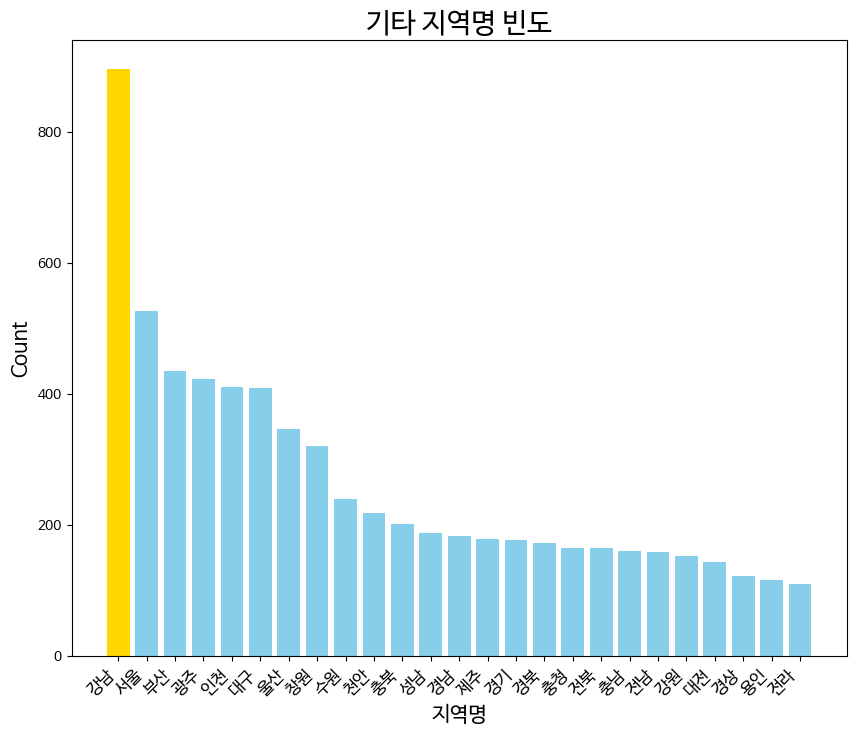 기타 지역명 빈도
Count
800
600
400
200
0
강남
서울
부산
광주
인천
대구
울산
창원
수원
천안
충북
성남
경남
제주
경기
경북
충청
전북
충남
전남
강원
대전
경상
용인
전라
지역명